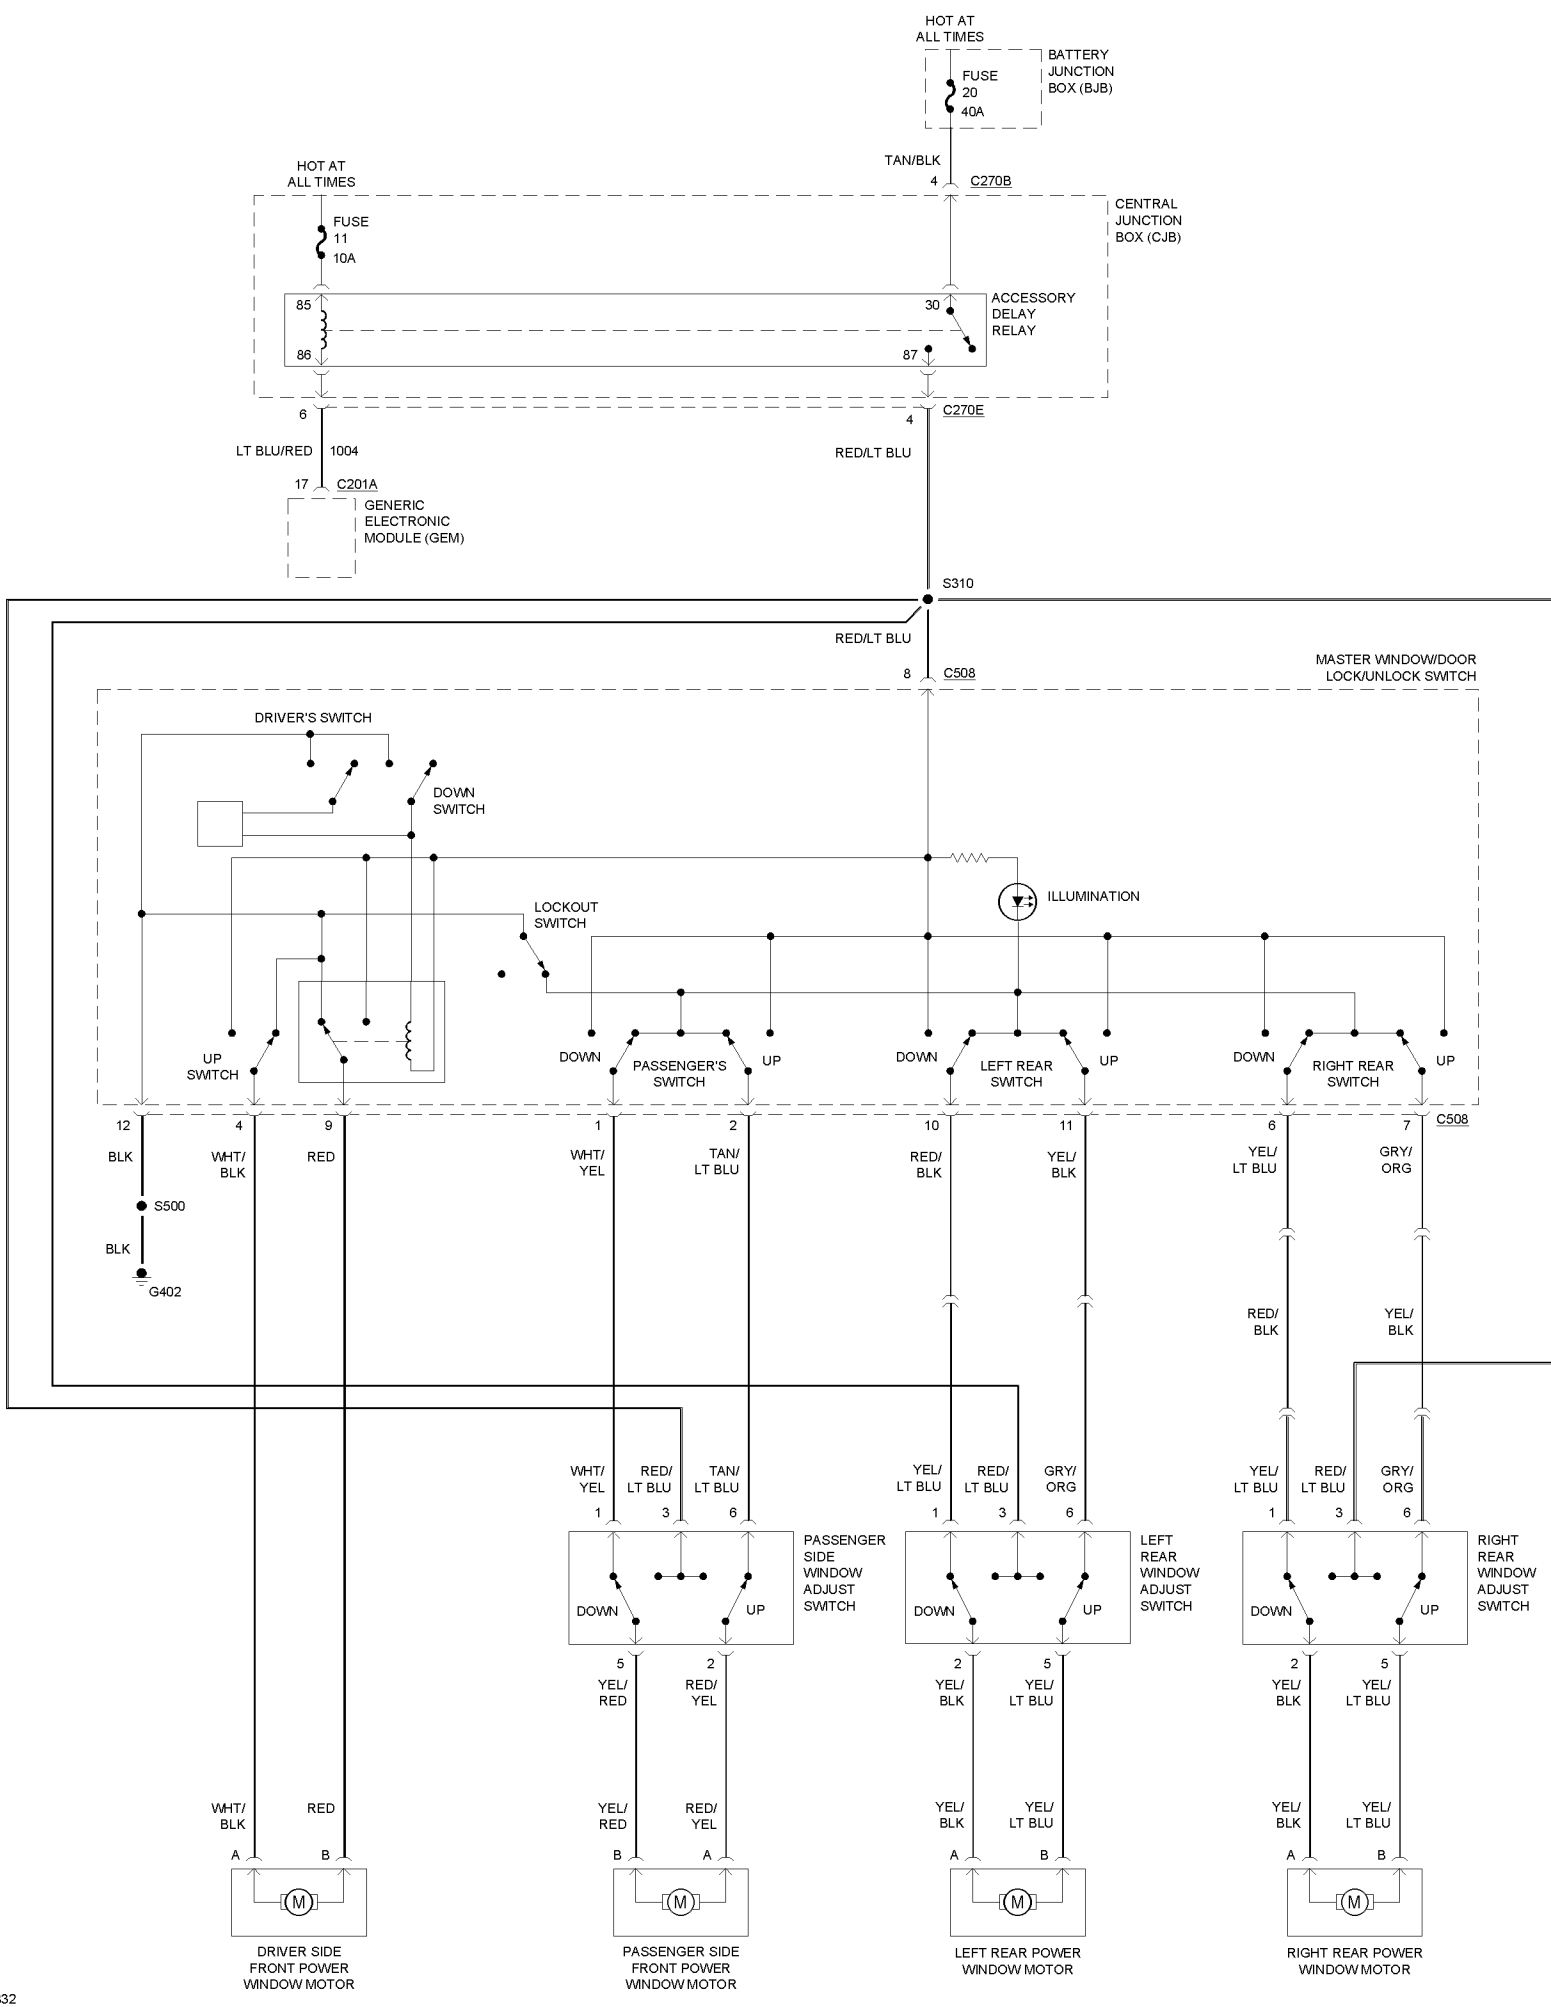 HOT AT
ALL TIMES
BATTERY
JUNCTION
BOX (BJB)
FUSE
20
40A
TAN/BLK
4
C270B
HOT AT
ALL TIMES
CENTRAL
JUNCTION
BOX (CJB)
FUSE
11
10A
85
30
ACCESSORY
DELAY
RELAY
86
87
6
4
C270E
LT BLU/RED
1004
RED/LT BLU
17
C201A
GENERIC
ELECTRONIC
MODULE (GEM)
S310
RED/LT BLU
8
C508
MASTER WINDOW/DOOR
LOCK/UNLOCK SWITCH
DRIVER'S SWITCH
DOWN
SWITCH
ILLUMINATION
LOCKOUT
SWITCH
UP
SWITCH
DOWN
PASSENGER'S
SWITCH
UP
DOWN
LEFT REAR
SWITCH
UP
DOWN
RIGHT REAR
SWITCH
UP
12
4
9
1
2
10
11
6
7
C508
BLK
WHT/
BLK
RED
WHT/
YEL
TAN/
LT BLU
RED/
BLK
YEL/
BLK
YEL/
LT BLU
GRY/
ORG
S500
BLK
G402
RED/
BLK
YEL/
BLK
WHT/
YEL
RED/
LT BLU
TAN/
LT BLU
YEL/
LT BLU
RED/
LT BLU
GRY/
ORG
YEL/
LT BLU
RED/
LT BLU
GRY/
ORG
1
3
6
1
3
6
1
3
6
DOWN
UP
PASSENGER
SIDE
WINDOW
ADJUST
SWITCH
DOWN
UP
LEFT
REAR
WINDOW
ADJUST
SWITCH
DOWN
UP
RIGHT
REAR
WINDOW
ADJUST
SWITCH
5
2
2
5
2
5
YEL/
RED
RED/
YEL
YEL/
BLK
YEL/
LT BLU
YEL/
BLK
YEL/
LT BLU
WHT/
BLK
RED
YEL/
RED
RED/
YEL
YEL/
BLK
YEL/
LT BLU
YEL/
BLK
YEL/
LT BLU
A
B
B
A
A
B
A
B
M
M
M
M
DRIVER SIDE
FRONT POWER
WINDOW MOTOR
PASSENGER SIDE
FRONT POWER
WINDOW MOTOR
LEFT REAR POWER
WINDOW MOTOR
RIGHT REAR POWER
WINDOW MOTOR